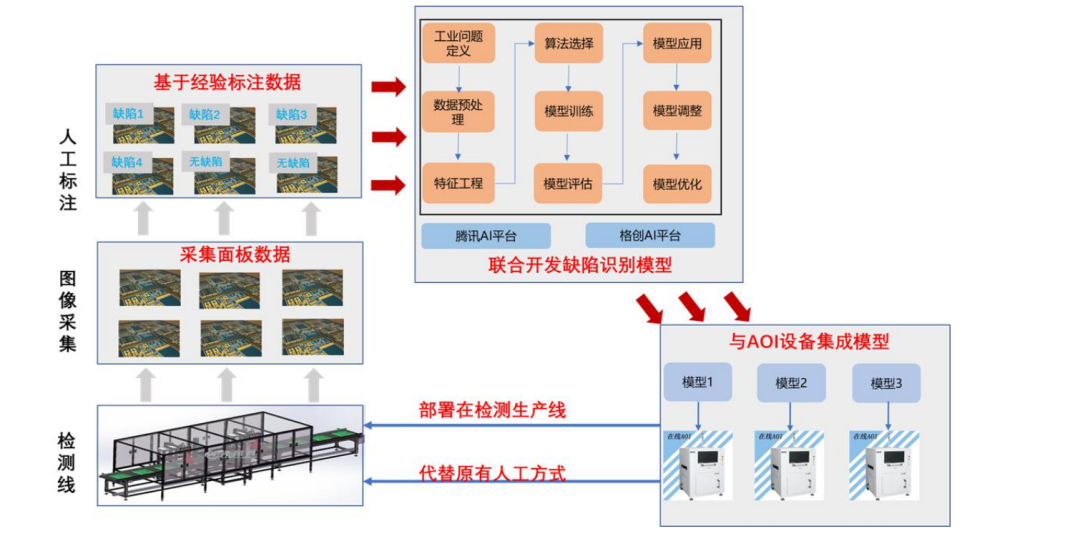 人工标注
基于经验标注数据
缺陷1
缺陷2
缺陷3
缺陷4
无缺陷
无缺陷
图像采集
采集面板数据
检测线
工业问题
定义
数据预处
理
特征工程
算法选择
模型训练
模型评估
模型应用
模型调整
模型优化
腾讯AI平台
格创AI平台
联合开发缺陷识别模型
与AOI设备集成模型
模型1
模型2
模型3
在线AOI
在线AOI
在线AOI
部署在检测生产线
代替原有人工方式